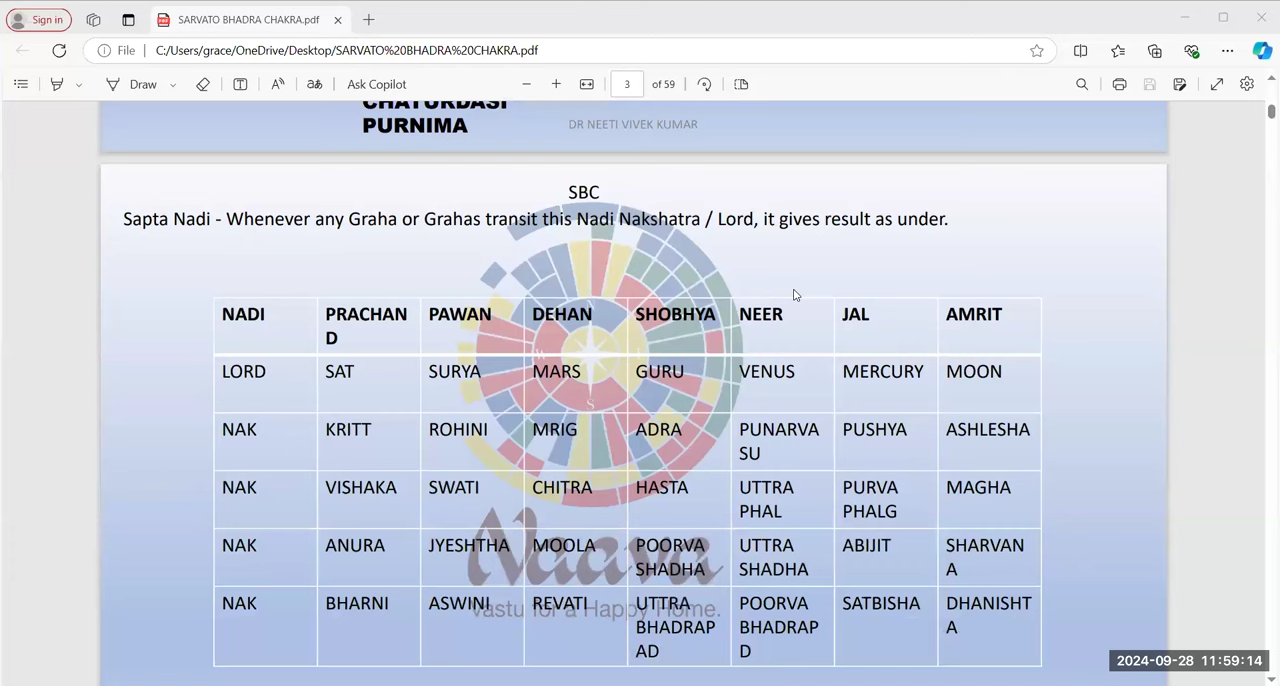 Sign in
SARVATO BHADRA CHAKRA.pdf
File
C:/Users/grace/OneDrive/Desktop/SARVATO%20BHADRA%20CHAKRA.pdf
Draw
Ask Copilot
3 of 59
CHATURDASI
PURNIMA
DR NEETI VIVEK KUMAR
SBC
Sapta Nadi - Whenever any Graha or Grahas transit this Nadi Nakshatra / Lord, it gives result as under.
NADI PRACHAN PAWAN DEHAN SHOBHYA NEER JAL AMRIT
D
LORD SAT SURYA MARS GURU VENUS MERCURY MOON
NAK KRITT ROHINI MRIG ADRA PUNARVA PUSHYA ASHLESHA
SU
NAK VISHAKA SWATI CHITRA HASTA UTTRA PURVA MAGHA
PHAL PHALG
NAK ANURA JYESHTHA MOOLA POORVA UTTRA ABIJIT SHARVAN
SHADHA SHADHA A
NAK BHARNI ASWINI REVATI UTTRA POORVA SATBISHA DHANISHT
BHADRAP BHADRAP A
AD D
Naava
Vastu for a Happy Home.
2024-09-28 11:59:14